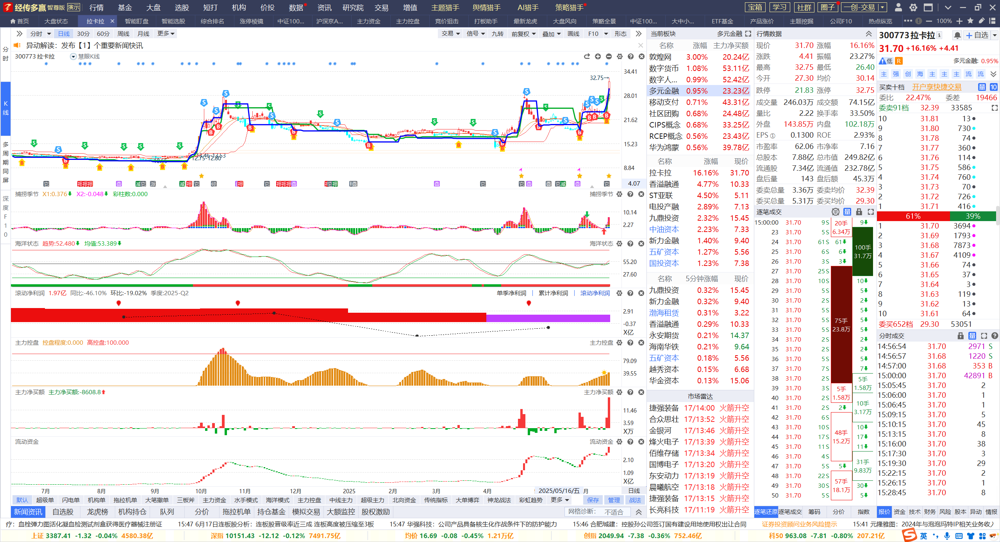 经传多赢 智尊版 演示 行情 基金 大盘 选股 短打 机构 价投 数据 资讯 研究院 交易 增值 主题猎手 舆情猎手 AI猎手 策略猎手 宝箱 学习 社群 圈子 一创-交易
首页 大盘状态 拉卡拉 智能盯盘 智能选股 综合排名 涨停棱镜 中证100... 沪深京A... 主力资金 主力控盘 竞价狙击 打板助手 最新龙虎 大盘风向 策略全景 中证100... 大中小... ETF基金 产品涨价 主题挖掘 公司F10 热点纵览 100%
分时 日线 30分 60分 周线 月线 更多 交易 信号 九转 前复权 叠加 画线 F10 形态
异动解读：发布【1】个重要新闻快讯
300773 拉卡拉 慧眼K线
分时
K线
多周期同屏
深度F10
32.75→
34.41
28.01
21.62
15.23
8.84
4.07
12.75-12.80
捕捞季节 X1:0.376 X2:-0.048 彩柱数:0.000 捕捞季节
10.14
2.27
海洋状态 趋势:52.480 均值:53.389 海洋状态
55.20
27.60
滚动净利润 1.97亿 同比:-46.10% 环比:-19.02% 季度:2025-Q2 单季净利润 | 累计净利润 | 滚动净利润
2.91
-0.37
X亿
主力控盘 控盘程度:0.000 高控盘:100.000 主力控盘
79.09
39.55
主力净买额 主力净买额:-8608.8 主力净买额
11.46
3.59
X万
流动资金 流动资金
2.10
1.09
X亿
7月 8月 9月 10月 11月 12月 2025 2月 3月 4月 2025/05/16/五 月 日线
默认 超级单 闪电单 机构单 拖拉机单 大笔撤单 三板斧 主力资金 水手模式 海洋模式 主力控盘 中线主力 超级主力 北向资金 传统指标 大单博弈 神龙战法 彩虹趋势 更多 保存 管理 战法
新闻资讯 自选股 龙虎榜 机构持仓 队列 分价 拖拉机单 持仓基金 模拟交易 大额监控 股权激励 网格诊断： 不适合
当前板块 多元金融
名称 涨幅 主力净买额
敦煌网 3.00% 20.24亿
数字货币 1.08% 53.11亿
数字人... 0.99% 52.42亿
多元金融 0.95% 23.23亿
移动支付 0.71% 43.31亿
社区团购 0.68% 24.48亿
CIPS概念 0.68% 33.25亿
RCEP概念 0.56% 23.43亿
华为鸿蒙 0.56% 39.78亿
名称 涨幅 现价
拉卡拉 16.16% 31.70
香溢融通 4.77% 10.33
ST亚联 4.50% 5.11
电投产融 2.89% 7.13
九鼎投资 2.32% 15.45
中油资本 2.23% 7.33
新力金融 1.40% 9.40
五矿资本 1.27% 5.56
国投资本 1.23% 7.38
名称 5分钟涨幅 现价
九鼎投资 0.32% 15.45
新力金融 0.32% 9.40
渤海租赁 0.31% 3.22
香溢融通 0.29% 10.33
永安期货 0.21% 14.37
海南华铁 0.21% 9.64
五矿资本 0.18% 5.56
越秀资本 0.15% 6.68
华金资本 0.13% 15.06
市场雷达
捷强装备 17/14:00 火箭升空
合众思壮 17/13:52 火箭升空
金银河 17/13:46 火箭升空
烽火电子 17/13:39 火箭升空
佰维存储 17/13:34 火箭升空
国博电子 17/13:20 火箭升空
东安动力 17/13:19 火箭升空
晨曦航空 17/13:18 火箭升空
捷强装备 17/13:15 火箭升空
长亮科技 17/11:19 火箭升空
行情数据
现价 31.70 涨幅 16.16%
涨跌 4.41 振幅 23.27%
最高 32.75 最低 26.40
今开 27.30 均价 30.14
跌停 21.83 涨停 32.75
成交量 246.03万 成交额 74.15亿
量比 2.22 换手率 33.50%
外盘 143.85万 内盘 102.18万
EPS① 0.1300 ROE 2.93%
市盈率 62.06 市净率 7.16
总股本 7.88亿 总市值 249.82亿
流通股 7.34亿 流通值 232.78亿
盘后量 143 盘后额 45.3万
委卖总量 3.36万 委卖均价 32.39
委买总量 5.31万 委买均价 29.30
逐笔成交 单 量
15:00:00 31.70 9 S
23 31.70 5 S
24 31.70 61 S
25 31.70 6 S
26 31.70 3 S
27 31.70 25 S
28 31.70 10 S
29 31.70 5 S
30 31.70 2 S
31 31.70 5 S
32 31.70 5 S
33 31.70 5 S
34 31.70 2 S
35 31.70 2 S
36 31.70 5 S
37 31.70 7 S
38 31.70 2 S
39 31.70 3 S
40 31.70 2 S
41 31.70 2 S
42 31.70 6 S
43 31.70 10 S
44 31.70 17 S
45 31.70 11 S
46 31.70 4 S
47 31.70 5 S
48 31.70 22 S
49 31.70 30 S
50 31.70 5 S
20手
6.34万
61
6
3
75手
23.8万
5手
1.58万
2
48手
15.2万
5
57手
18.1万
9
100手
31.7万
10
5
2
5
5
5
2
2
5
7
5手
1.58万
10手
3.17万
10
17
11
31手
9.83万
30
5
逐笔还原 逐笔成交 筹码 分价 指数
300773 拉卡拉 自选
31.70 +16.16% +4.41
低 R 多元金融: 0.95%
主 强 创 海 主 主 主 流 流
买卖十档 开户享快捷交易 量 10
委比 22.47% 委差 19466
委卖91档 32.39 33585
10 31.81 13
9 31.80 730
8 31.78 74
7 31.77 360
6 31.76 114
5 31.75 586
4 31.74 760
3 31.73 70
2 31.72 726
1 31.71 416
61% 39%
1 31.70 3694
2 31.69 1793
3 31.68 7873
4 31.67 4109
5 31.66 74
6 31.65 37
7 31.64 3
8 31.63 119
9 31.62 13
10 31.61 64
委买652档 29.30 53051
分时成交 量
14:56:54 31.70 2971 S
14:56:57 31.68 1220 S
14:57:00 31.68 353 B
15:00:00 31.70 42891 B
15:05:45 31.70 2
15:06:00 31.70 1
15:06:45 31.70 1
15:09:15 31.70 5
15:10:15 31.70 45
15:13:15 31.70 8
15:16:00 31.70 38
15:17:30 31.70 3
15:19:30 31.70 29
15:22:15 31.70 2
15:26:15 31.70 1
15:28:45 31.70 8
报价 资金 技术 财务 风险 股本 异动 情报
疗：血栓弹力图活化凝血检测试剂盒获得医疗器械注册证 15:47 6月17日连板股分析：连板股晋级率近三成 连板高度被压缩至3板 15:47 华强科技：公司产品具备核生化作战条件下的防护能力 15:46 合肥城建：控股孙公司签订国有建设用地使用权出让合同 证券投资顾问业务风险提示 15:41 元隆雅图：2024年与泡泡玛特IP相关业务收入
上证 3387.41 -1.32 -0.04% 4580.38亿 深指 10151.43 -12.12 -0.12% 7491.75亿 均价 16.69 -0.08 -0.45% 1.21万亿 创指 2049.94 -7.38 -0.36% 752.46亿 科50 963.08 -7.81 -0.80% 207.21亿 英